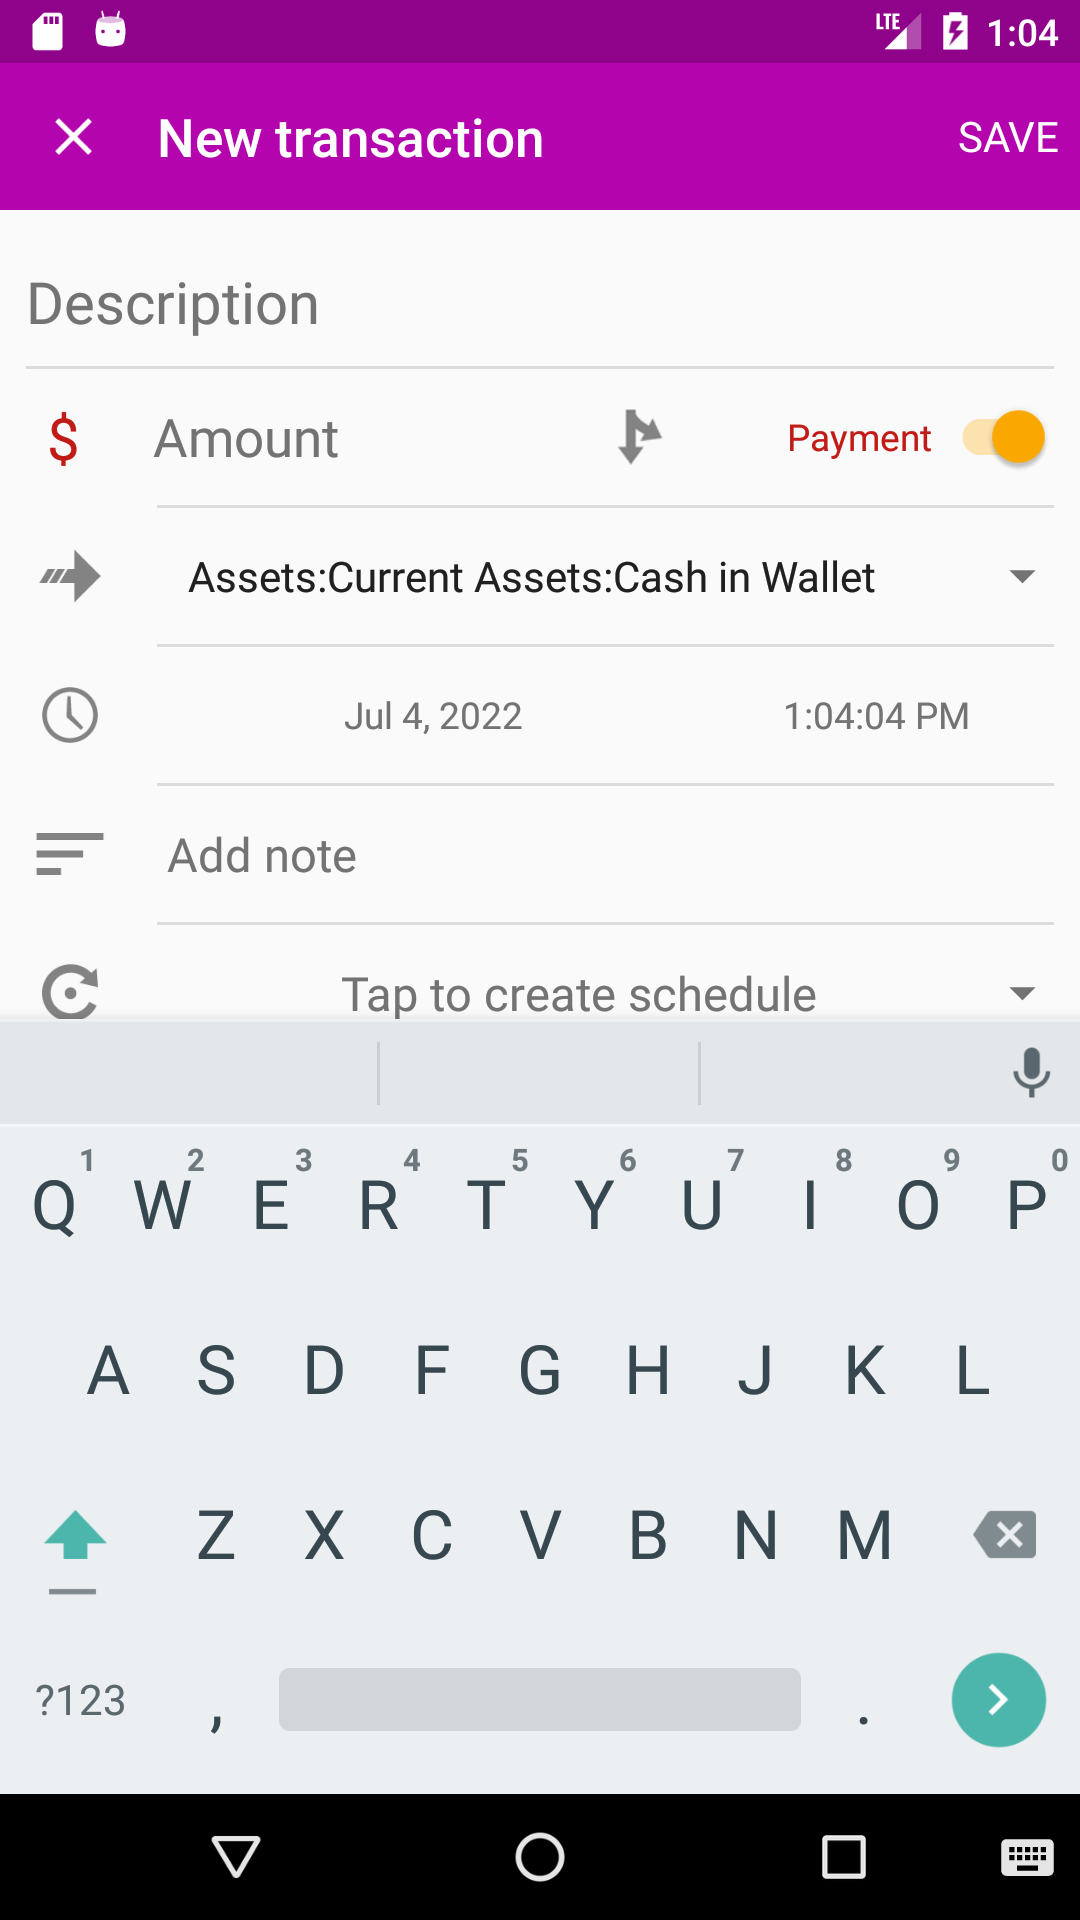 LTE 1:04
New transaction SAVE
Description
$ Amount Payment
Assets:Current Assets:Cash in Wallet
Jul 4, 2022 1:04:04 PM
Add note
Tap to create schedule
1 2 3 4 5 6 7 8 9 0
Q W E R T Y U I O P
A S D F G H J K L
Z X C V B N M
?123 , .